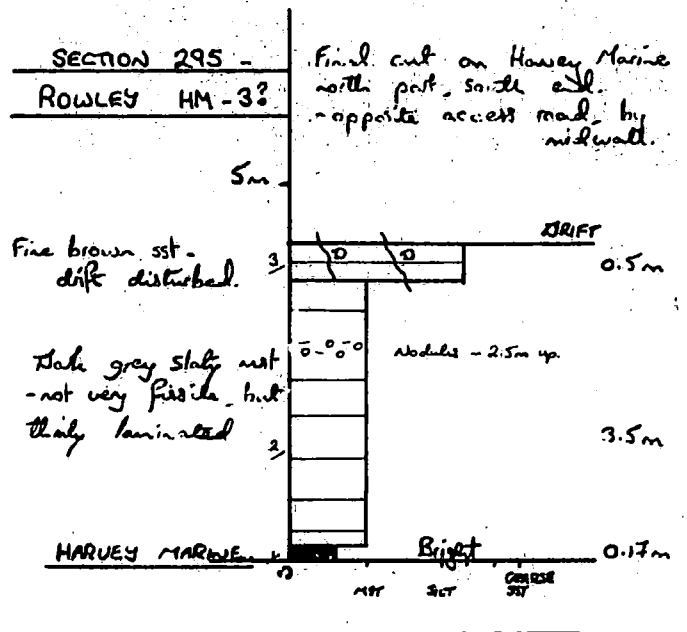 SECTION 295 -
ROWLEY HM-3?
Final cut on Harvey Marine
north part, south end.
- opposite access road, by
midwall.
5m
DRIFT
Fine brown sst -
drift disturbed.
3
D D
0.5m
Dark grey slaty mst
- not very fissile, but
thinly laminated
Nodules ~ 2.5m up.
2
3.5m
HARVEY MARINE
1
Bright
0.17m
MST
SILT
COARSE
SST